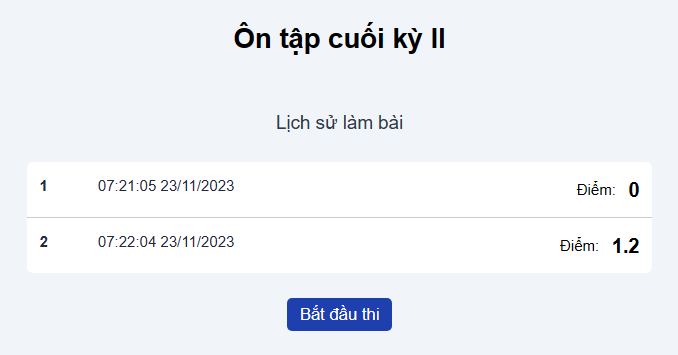 Ôn tập cuối kỳ II
Lịch sử làm bài
1 07:21:05 23/11/2023 Điểm: 0
2 07:22:04 23/11/2023 Điểm: 1.2
Bắt đầu thi